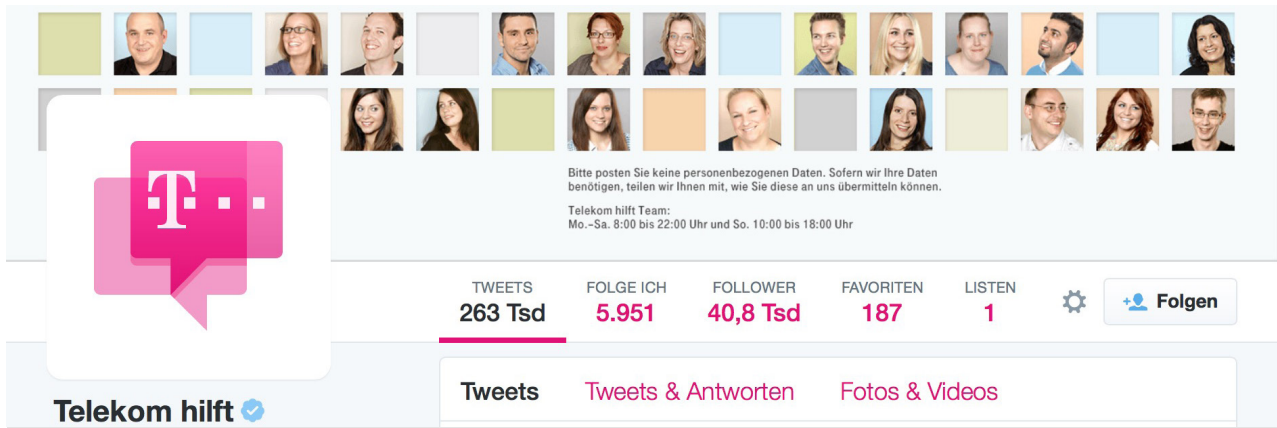 Bitte posten Sie keine personenbezogenen Daten. Sofern wir Ihre Daten
benötigen, teilen wir Ihnen mit, wie Sie diese an uns übermitteln können.
Telekom hilft Team:
Mo.–Sa. 8:00 bis 22:00 Uhr und So. 10:00 bis 18:00 Uhr
T
TWEETS FOLGE ICH FOLLOWER FAVORITEN LISTEN
263 Tsd 5.951 40,8 Tsd 187 1
Folgen
Tweets Tweets & Antworten Fotos & Videos
Telekom hilft